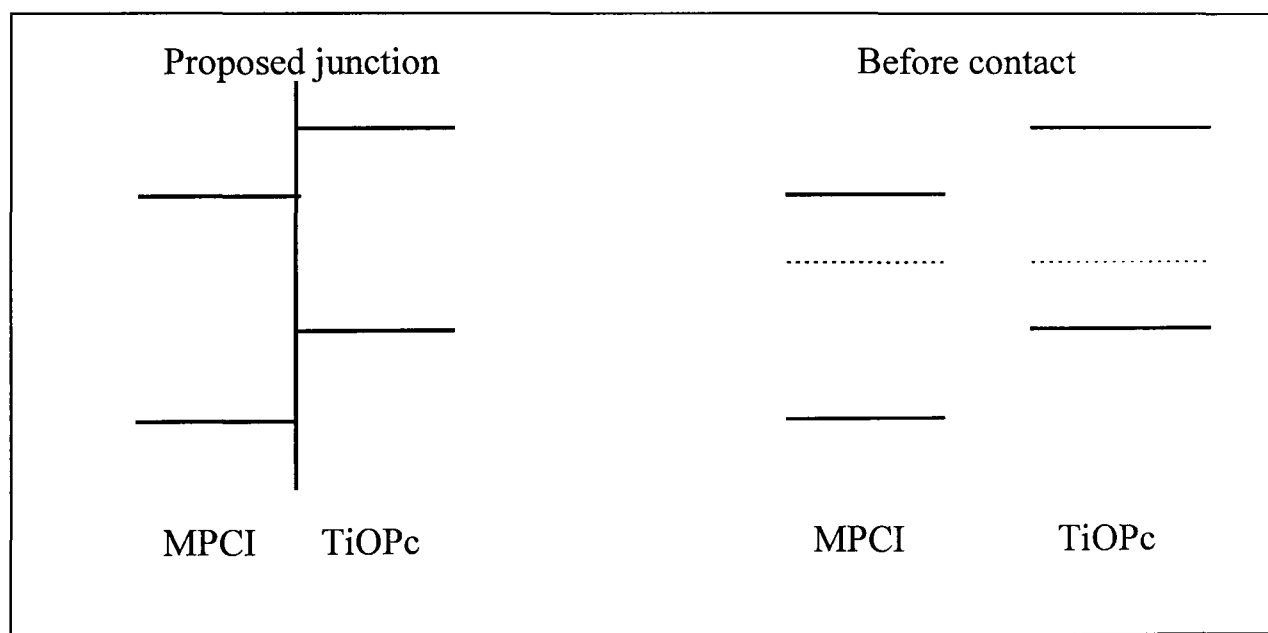 Proposed junction
Before contact
MPCI
TiOPc
MPCI
TiOPc